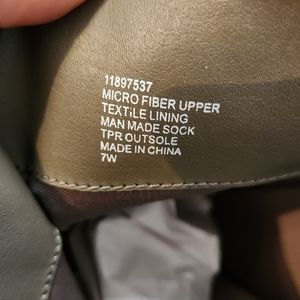 11897537
MICRO FIBER UPPER
TEXTILE LINING
MAN MADE SOCK
TPR OUTSOLE
MADE IN CHINA
7W